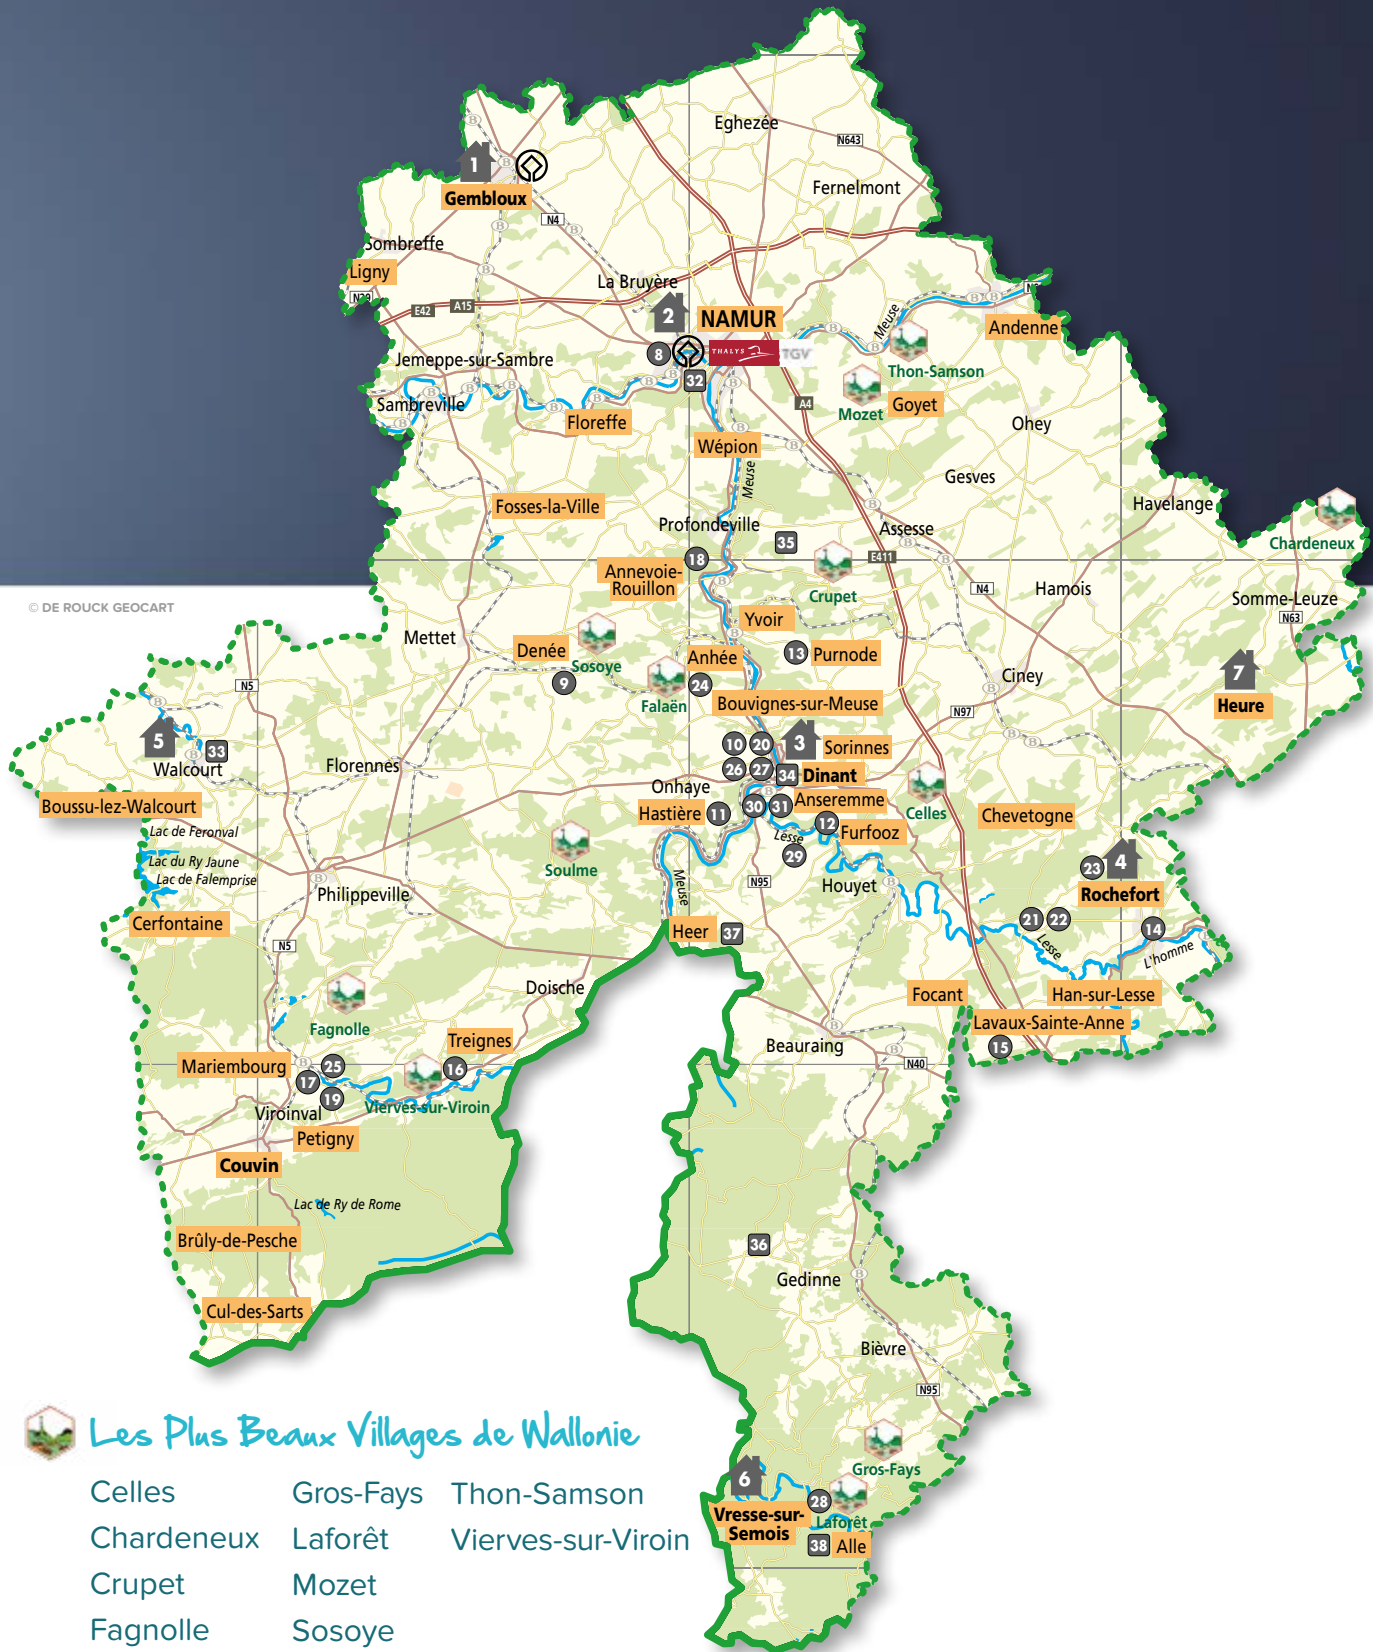 Eghezée
N643
Fernelmont
1
Gembloux
N4
Sombreffe
Ligny
La Bruyère
E42
A15
2
NAMUR
THALYS
TGV
8
32
Meuse
Andenne
Thon-Samson
Jemeppe-sur-Sambre
Sambreville
Floreffe
A4
Mozet
Goyet
Ohey
Wépion
Meuse
Gesves
Fosses-la-Ville
Profondeville
Havelange
35
Assesse
Chardeneux
18
E411
Annevoie-
Rouillon
Crupet
N4
Hamois
Somme-Leuze
N63
© DE ROUCK GEOCART
Yvoir
Mettet
Denée
Sosoye
Anhée
13
Purnode
9
Falaën
24
Ciney
7
Heure
N5
Bouvignes-sur-Meuse
N97
5
33
Walcourt
10
20
3
Sorinnes
Florennes
26
27
34
Dinant
Onhaye
Boussu-lez-Walcourt
Hastière
11
30
31
Anseremme
Celles
Chevetogne
12
Furfooz
Lac de Feronval
Lesse
Lac du Ry Jaune
Lac de Falemprise
Soulme
29
23
4
Houyet
N95
Philippeville
Meuse
Rochefort
Cerfontaine
Heer
37
21
22
14
N5
Lesse
L'homme
Doische
Focant
Han-sur-Lesse
Fagnolle
Lavaux-Sainte-Anne
Treignes
Beauraing
15
Mariembourg
25
16
N40
17
19
Viroinval
Vierves-sur-Viroin
Petigny
Couvin
Lac de Ry de Rome
Brûly-de-Pesche
36
Gedinne
Cul-des-Sarts
Bièvre
N95
Gros-Fays
6
28
Vresse-sur-
Semois
Laforêt
38
Alle
Les Plus Beaux Villages de Wallonie
Celles
Chardeneux
Crupet
Fagnolle
Gros-Fays
Laforêt
Mozet
Sosoye
Thon-Samson
Vierves-sur-Viroin